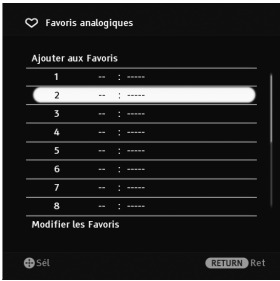 Favoris analogiques
Ajouter aux Favoris
1 -- : -----
2 -- : -----
3 -- : -----
4 -- : -----
5 -- : -----
6 -- : -----
7 -- : -----
8 -- : -----
Modifier les Favoris
Sél RETURN Ret